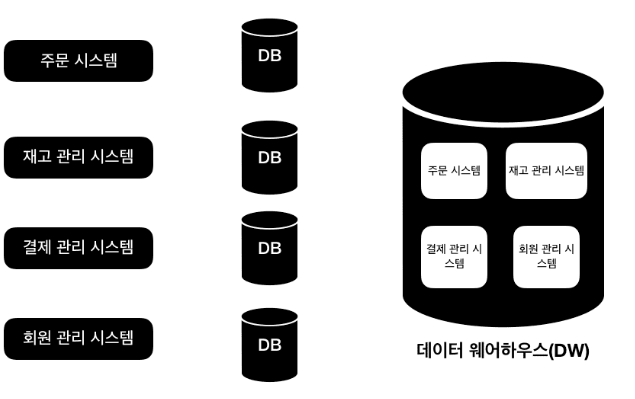 주문 시스템
DB
재고 관리 시스템
DB
결제 관리 시스템
DB
회원 관리 시스템
DB
주문 시스템
재고 관리 시스템
결제 관리 시
스템
회원 관리 시
스템
데이터 웨어하우스(DW)